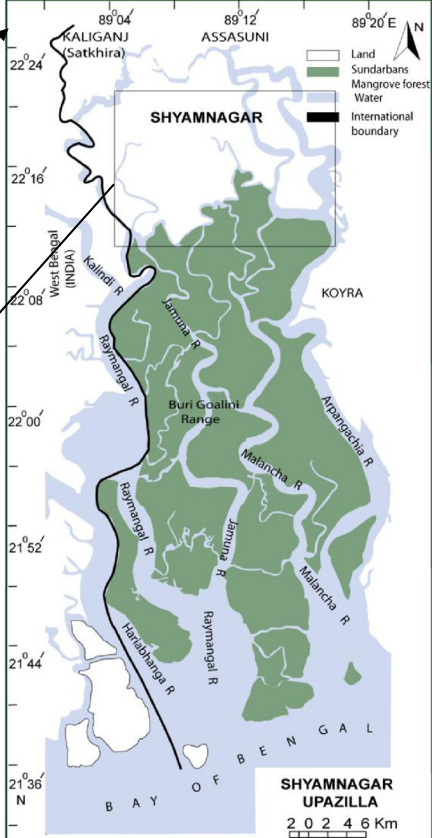 89°04′
89°12′
89°20′ E
N
KALIGANJ
(Satkhira)
ASSASUNI
22°24′
Land
Sundarbans
Mangrove forest
Water
International
boundary
SHYAMNAGAR
22°16′
West Bengal
(INDIA)
Kalindi R
22°08′
KOYRA
Jamuna R
Raymangal R
Buri Goalini
Range
Arpangachia R
22°00′
Malancha R
Raymangal R
21°52′
Jamuna R
Malancha R
Raymangal R
Hariabhanga R
21°44′
BAY OF BENGAL
21°36′
N
SHYAMNAGAR
UPAZILLA
2 0 2 4 6 Km